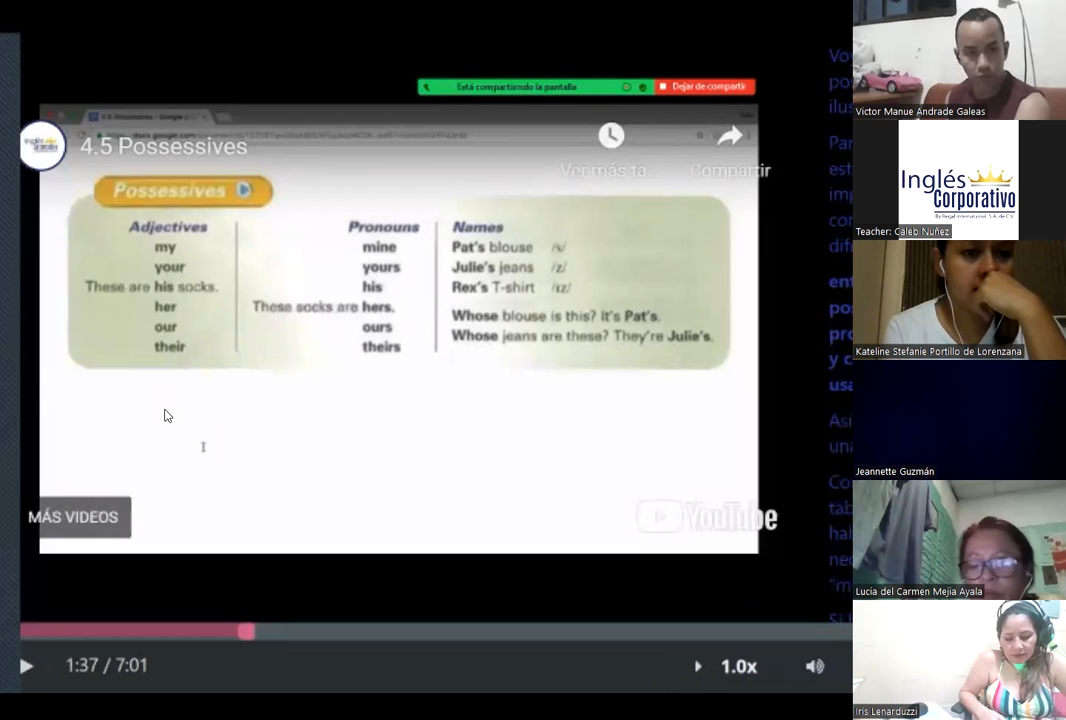 Está compartiendo la pantalla
Dejar de compartir
4.5 Possessives
Ver más ta...
Compartir
Possessives
Adjectives
my
your
These are his socks.
her
our
their
Pronouns
mine
yours
his
These socks are hers.
ours
theirs
Names
Pat's blouse /s/
Julie's jeans /z/
Rex's T-shirt /ɪz/
Whose blouse is this? It's Pat's.
Whose jeans are these? They're Julie's.
MÁS VIDEOS
YouTube
1:37 / 7:01
1.0x
Victor Manue Andrade Galeas
Inglés
Corporativo
By Regal International, S.A. de C.V.
Teacher: Caleb Nuñez
Kateline Stefanie Portillo de Lorenzana
Jeannette Guzmán
Lucia del Carmen Mejia Ayala
Iris Lenarduzzi